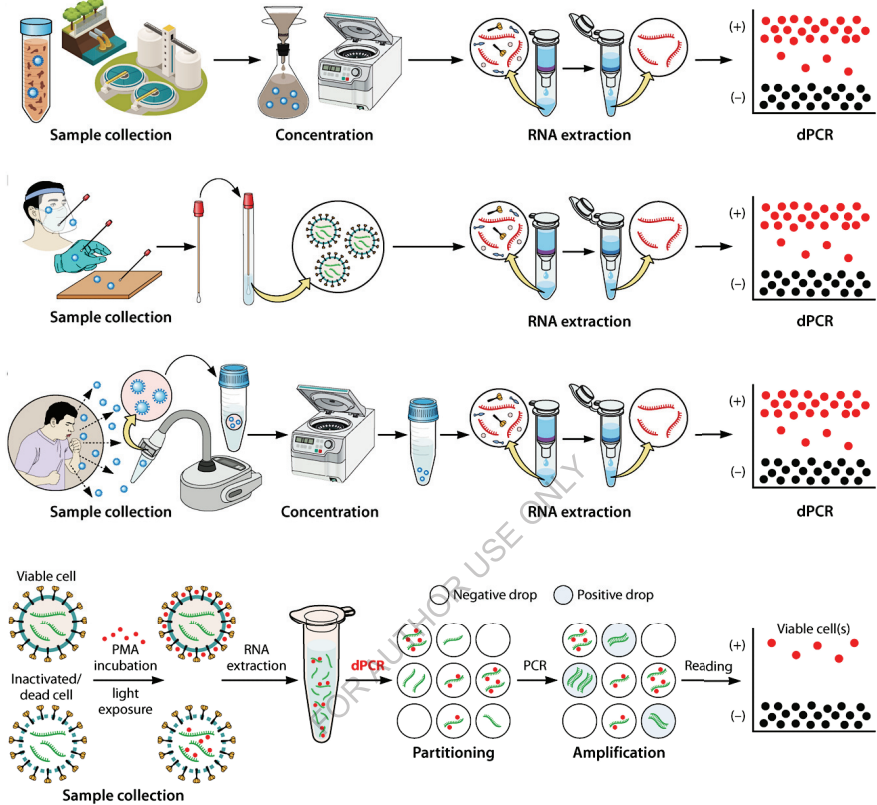 (+)
(–)
Sample collection
Concentration
RNA extraction
dPCR
(+)
(–)
Sample collection
RNA extraction
dPCR
(+)
(–)
Sample collection
Concentration
RNA extraction
dPCR
FOR AUTHOR USE ONLY
Viable cell
PMA
incubation
light
exposure
Inactivated/
dead cell
Sample collection
RNA
extraction
dPCR
Negative drop
Positive drop
PCR
Reading
Partitioning
Amplification
Viable cell(s)
(+)
(–)